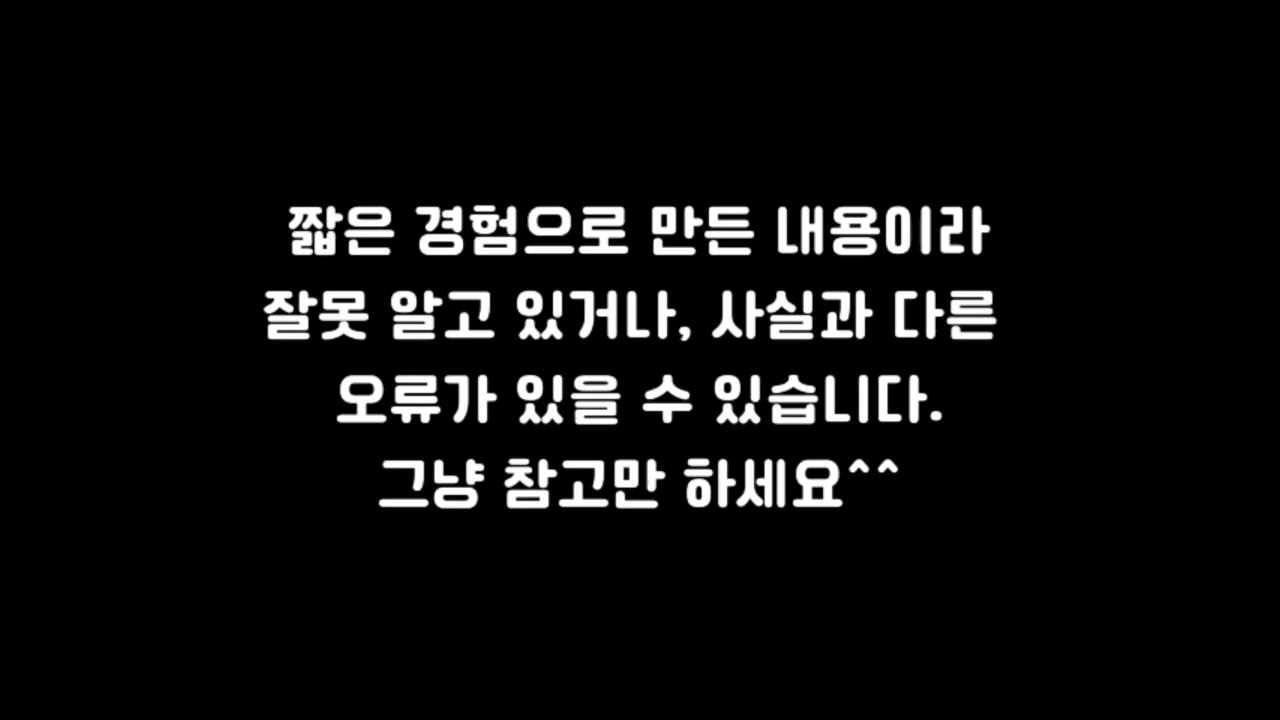 짧은 경험으로 만든 내용이라
잘못 알고 있거나, 사실과 다른
오류가 있을 수 있습니다.
그냥 참고만 하세요^^